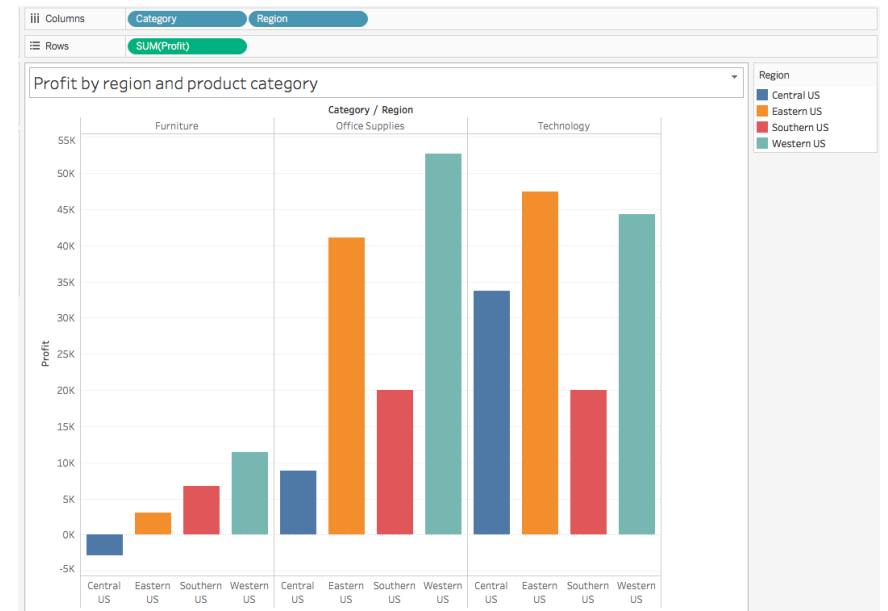 Columns Category Region
Rows SUM(Profit)
Profit by region and product category
Region
Central US
Eastern US
Southern US
Western US
Category / Region
Furniture Office Supplies Technology
55K
50K
45K
40K
35K
30K
25K
20K
15K
10K
5K
0K
-5K
Profit
Central Eastern Southern Western Central Eastern Southern Western Central Eastern Southern Western
US US US US US US US US US US US US